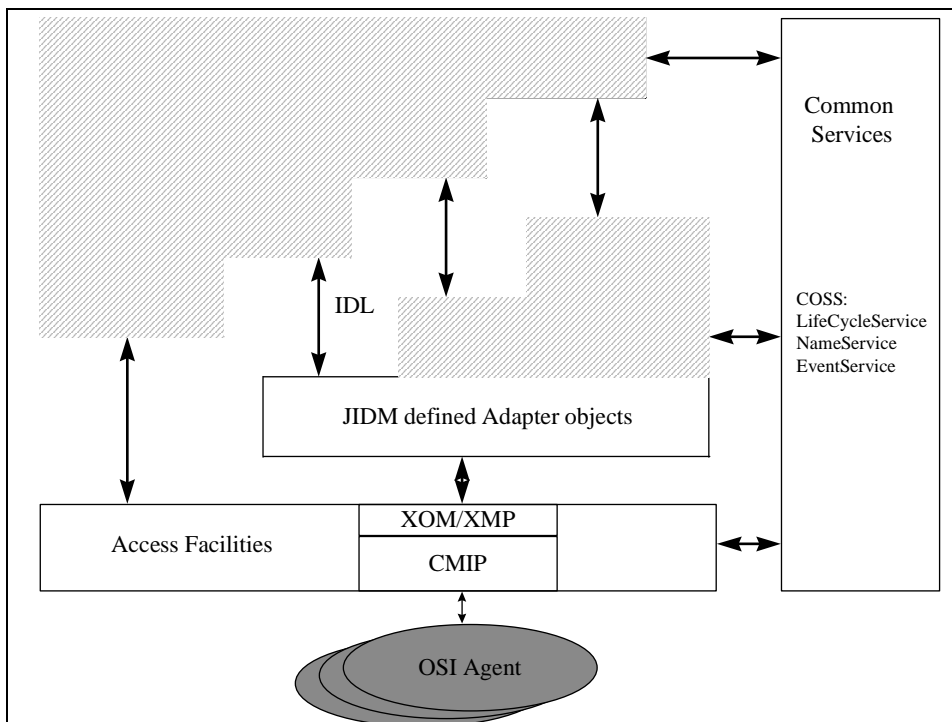 Common
Services
IDL
COSS:
LifeCycleService
NameService
EventService
JIDM defined Adapter objects
XOM/XMP
Access Facilities
CMIP
OSI Agent